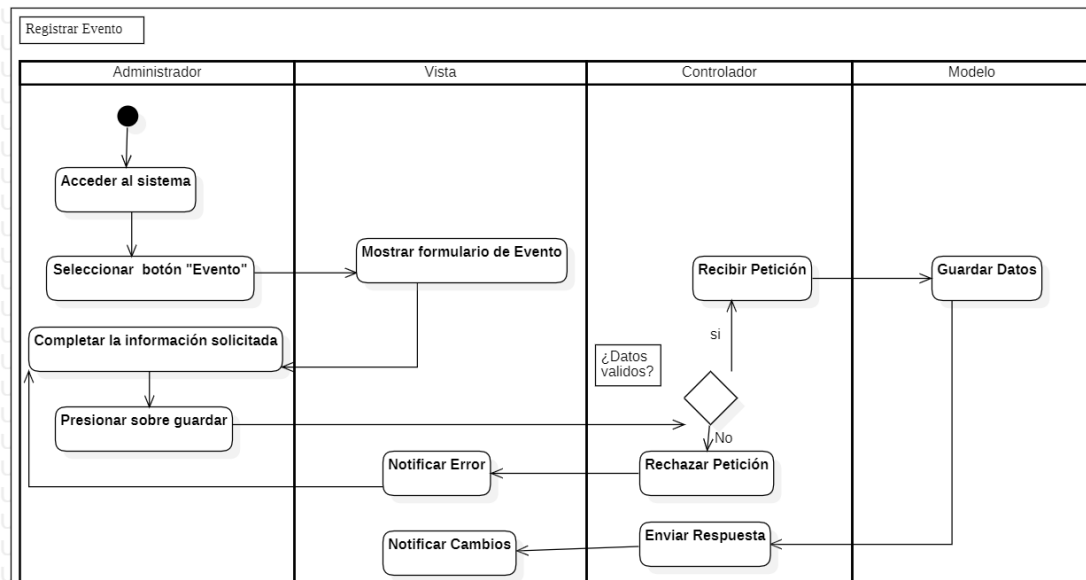 Registrar Evento
Administrador
Vista
Controlador
Modelo
Acceder al sistema
Seleccionar botón "Evento"
Mostrar formulario de Evento
Recibir Petición
Guardar Datos
si
Completar la información solicitada
¿Datos
validos?
Presionar sobre guardar
No
Notificar Error
Rechazar Petición
Notificar Cambios
Enviar Respuesta